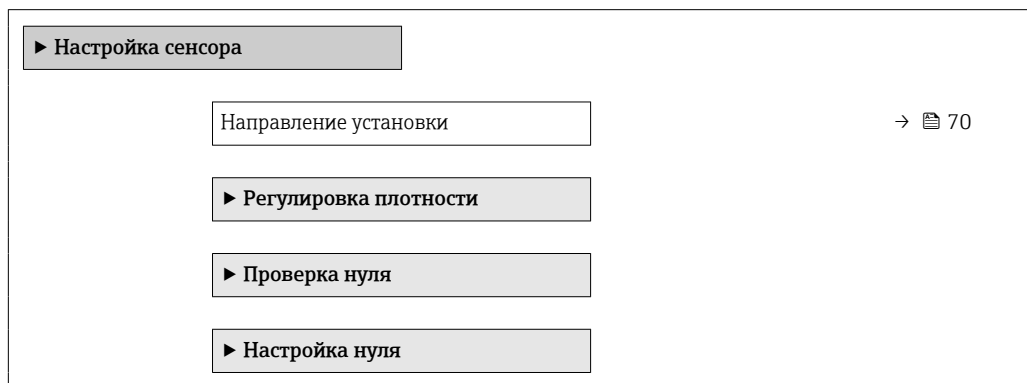 ► Настройка сенсора
Направление установки → 🖹 70
► Регулировка плотности
► Проверка нуля
► Настройка нуля